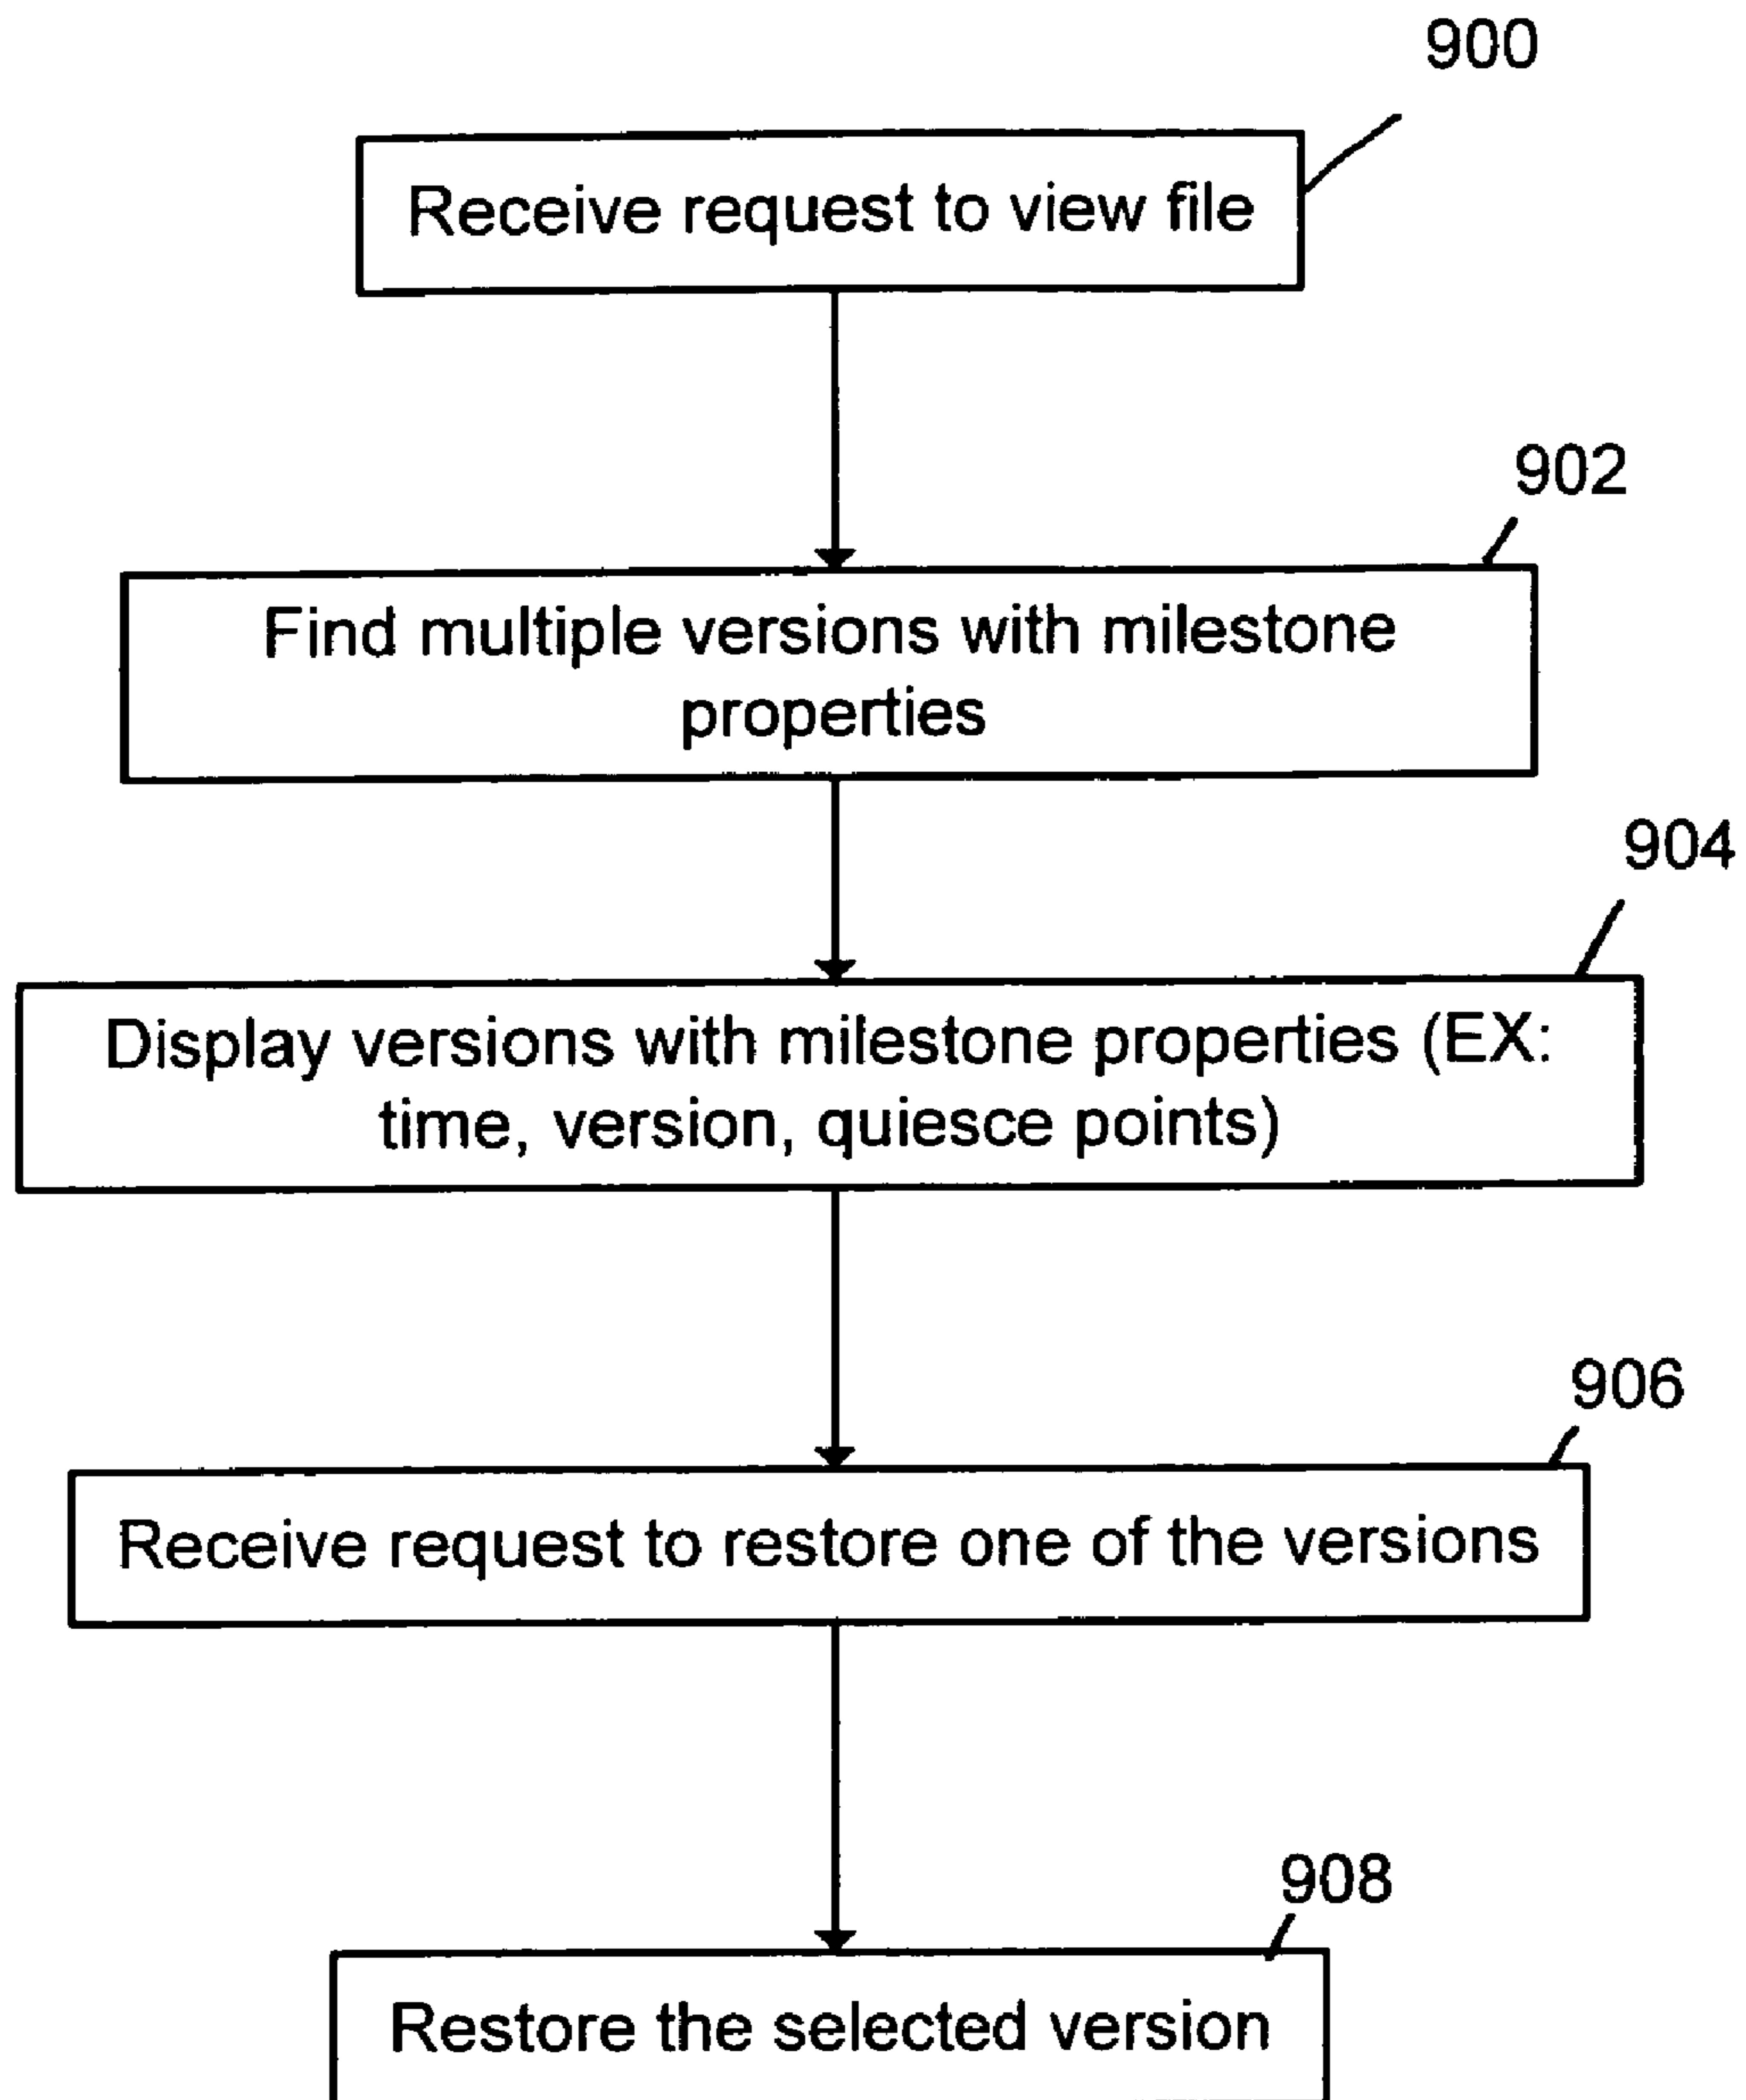 900
Receive request to view file
902
Find multiple versions with milestone
properties
904
Display versions with milestone properties (EX:
time, version, quiesce points)
906
Receive request to restore one of the versions
908
Restore the selected version